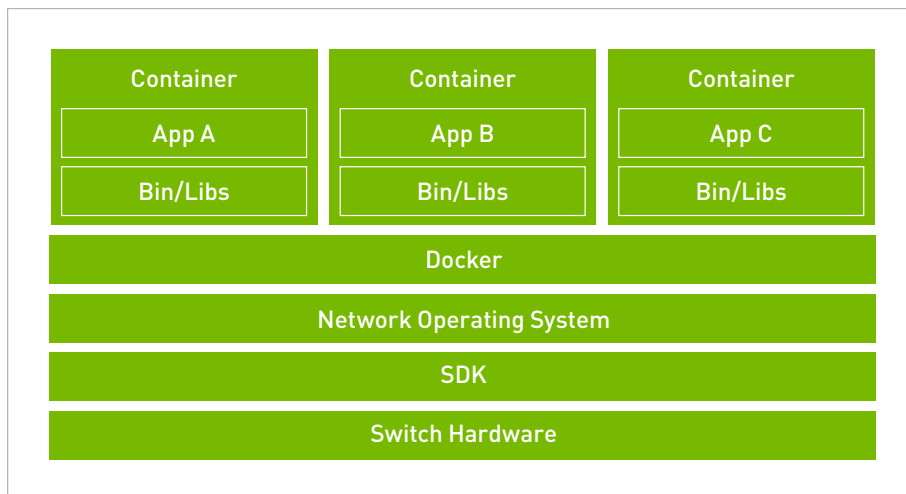 Container
App A
Bin/Libs
Container
App B
Bin/Libs
Container
App C
Bin/Libs
Docker
Network Operating System
SDK
Switch Hardware